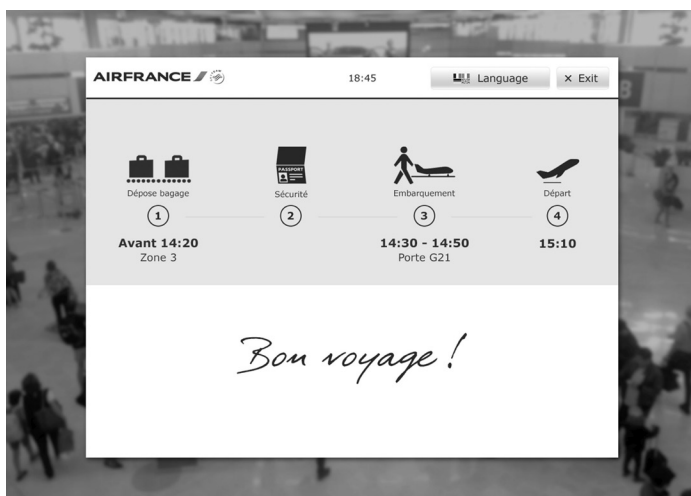 AIRFRANCE
18:45
Language
× Exit
PASSPORT
Dépose bagage
Sécurité
Embarquement
Départ
1
2
3
4
Avant 14:20
14:30 - 14:50
15:10
Zone 3
Porte G21
Bon voyage !